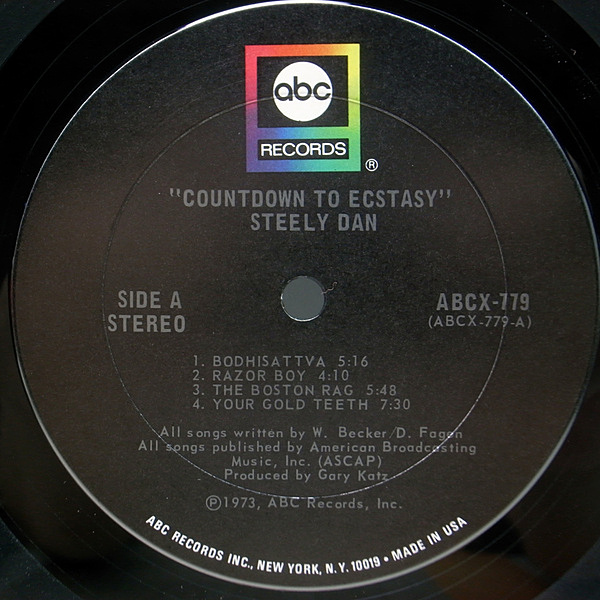 abc
RECORDS
®
"COUNTDOWN TO ECSTASY"
STEELY DAN
SIDE A
STEREO
ABCX-779
(ABCX-779-A)
1. BODHISATTVA 5:16
2. RAZOR BOY 4:10
3. THE BOSTON RAG 5:48
4. YOUR GOLD TEETH 7:30
All songs written by W. Becker/D. Fagen
All songs published by American Broadcasting
Music, Inc. (ASCAP)
Produced by Gary Katz
℗1973, ABC Records, Inc.
ABC RECORDS INC., NEW YORK, N.Y. 10019 • MADE IN USA